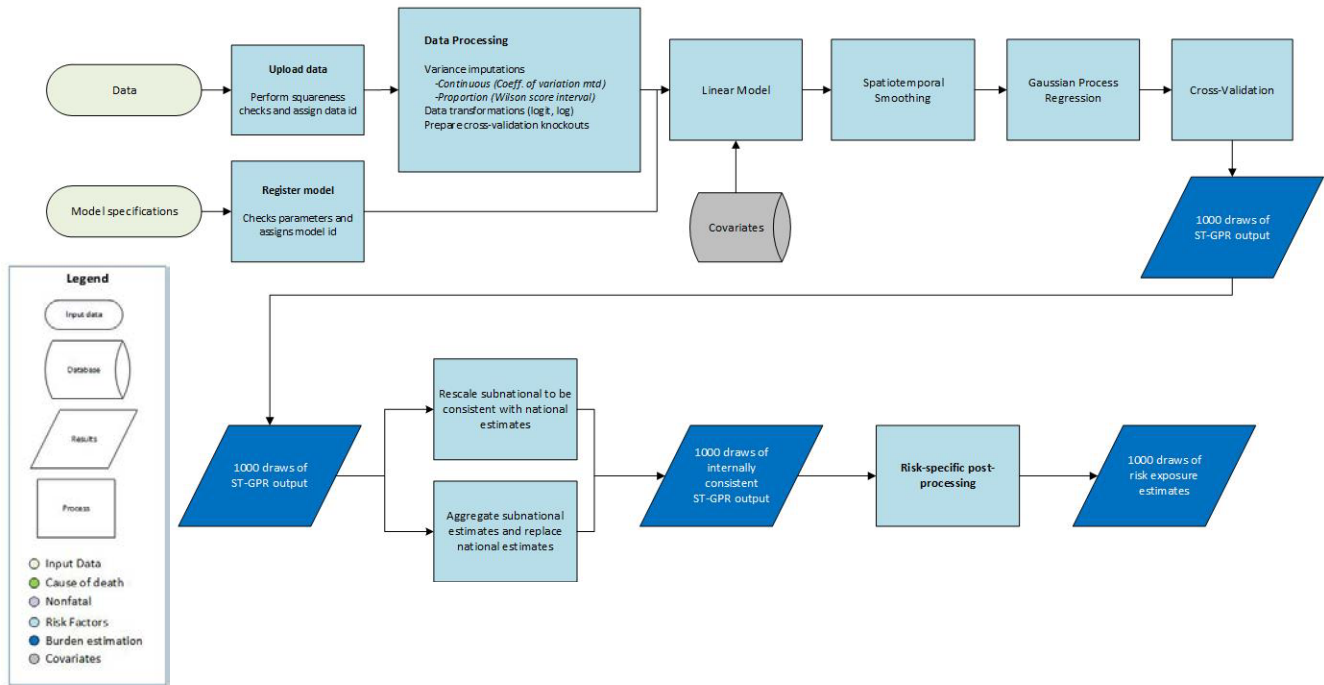 Data
Upload data
Perform squareness
checks and assign data id
Data Processing
Variance imputations
-Continuous (Coeff. of variation mtd)
-Proportion (Wilson score interval)
Data transformations (logit, log)
Prepare cross-validation knockouts
Linear Model
Spatiotemporal
Smoothing
Gaussian Process
Regression
Cross-Validation
Model specifications
Register model
Checks parameters and
assigns model id
Covariates
1000 draws of
ST-GPR output
Legend
Input data
Database
Results
Process
Input Data
Cause of death
Nonfatal
Risk Factors
Burden estimation
Covariates
1000 draws of
ST-GPR output
Rescale subnational to be
consistent with national
estimates
Aggregate subnational
estimates and replace
national estimates
1000 draws of
internally
consistent
ST-GPR output
Risk-specific post-
processing
1000 draws of
risk exposure
estimates